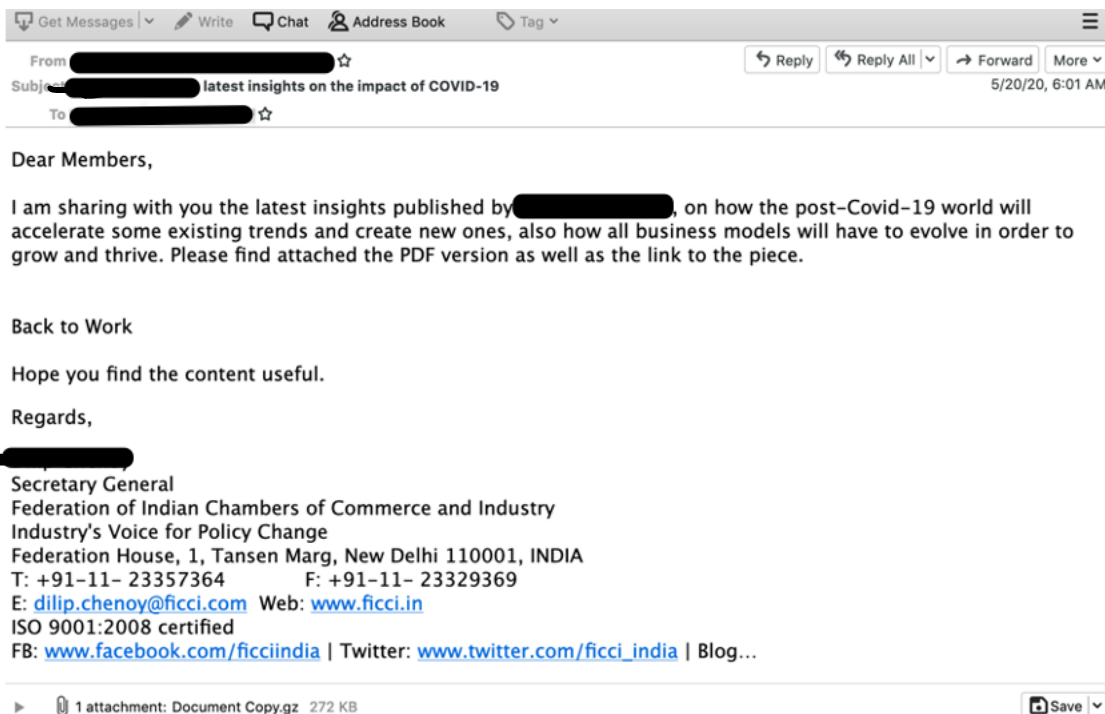 Get Messages Write Chat Address Book Tag
From
Reply Reply All Forward More
latest insights on the impact of COVID-19
5/20/20, 6:01 AM
To
Dear Members,
I am sharing with you the latest insights published by , on how the post-Covid-19 world will
accelerate some existing trends and create new ones, also how all business models will have to evolve in order to
grow and thrive. Please find attached the PDF version as well as the link to the piece.
Back to Work
Hope you find the content useful.
Regards,
Secretary General
Federation of Indian Chambers of Commerce and Industry
Industry's Voice for Policy Change
Federation House, 1, Tansen Marg, New Delhi 110001, INDIA
T: +91-11- 23357364 F: +91-11- 23329369
E: dilip.chenoy@ficci.com Web: www.ficci.in
ISO 9001:2008 certified
FB: www.facebook.com/ficciindia | Twitter: www.twitter.com/ficci_india | Blog...
1 attachment: Document Copy.gz 272 KB Save